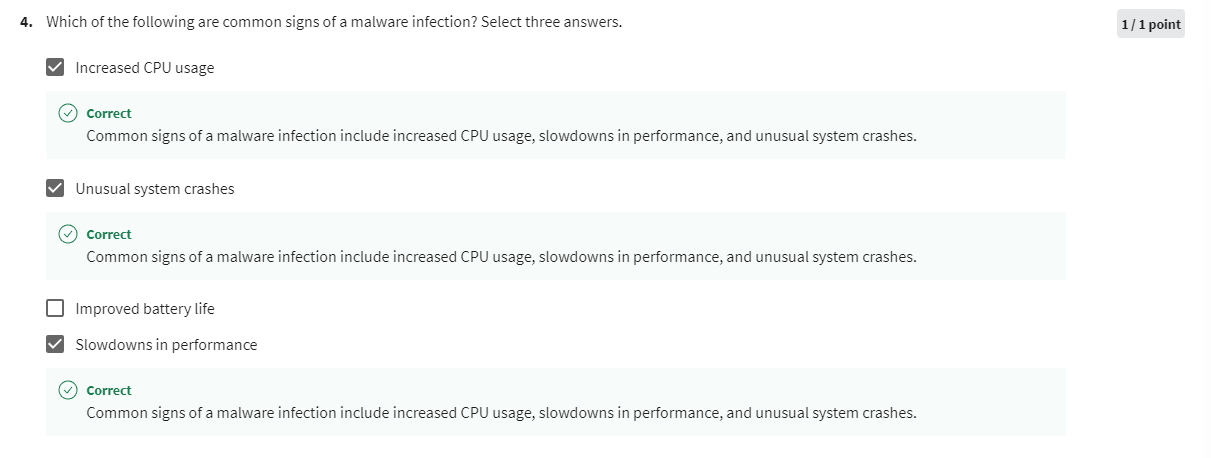 4. Which of the following are common signs of a malware infection? Select three answers.
1 / 1 point
Increased CPU usage
Correct
Common signs of a malware infection include increased CPU usage, slowdowns in performance, and unusual system crashes.
Unusual system crashes
Correct
Common signs of a malware infection include increased CPU usage, slowdowns in performance, and unusual system crashes.
Improved battery life
Slowdowns in performance
Correct
Common signs of a malware infection include increased CPU usage, slowdowns in performance, and unusual system crashes.